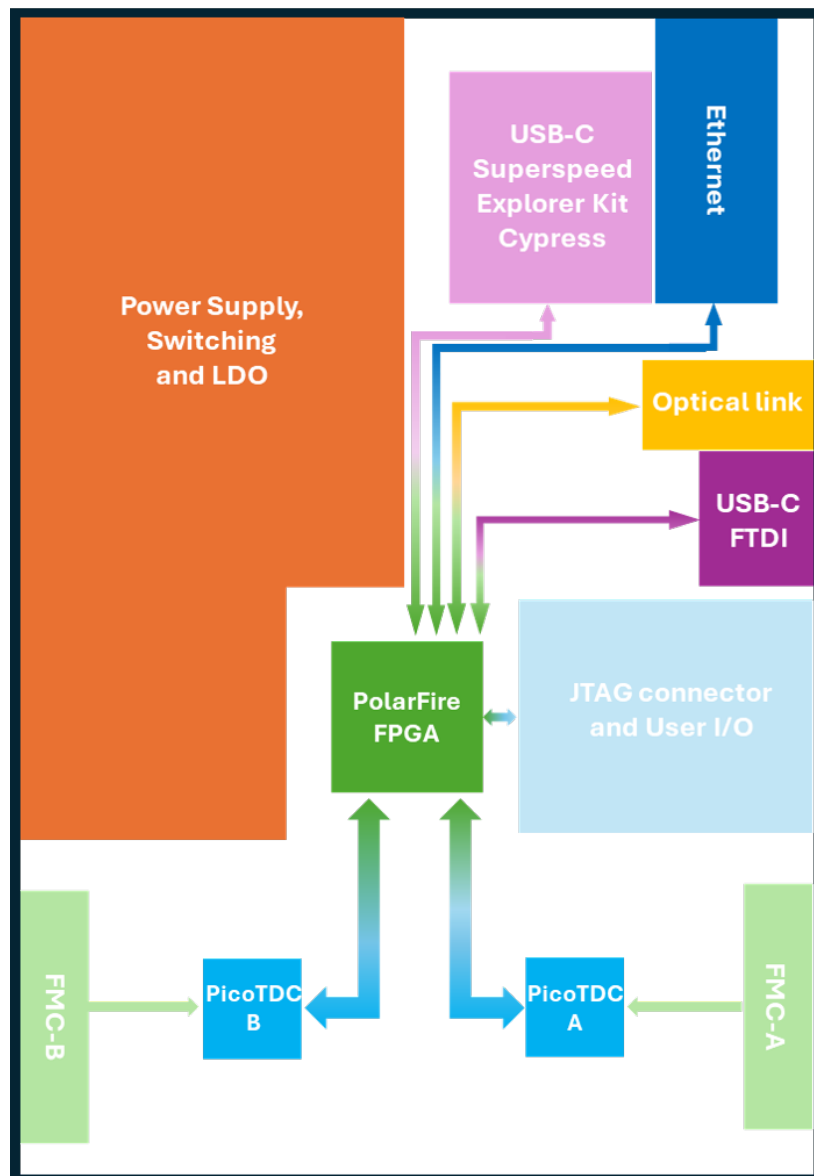 USB-C
Superspeed
Explorer Kit
Cypress
Ethernet
Power Supply,
Switching
and LDO
Optical link
USB-C
FTDI
PolarFire
FPGA
JTAG connector
and User I/O
FMC-B
PicoTDC
B
PicoTDC
A
FMC-A